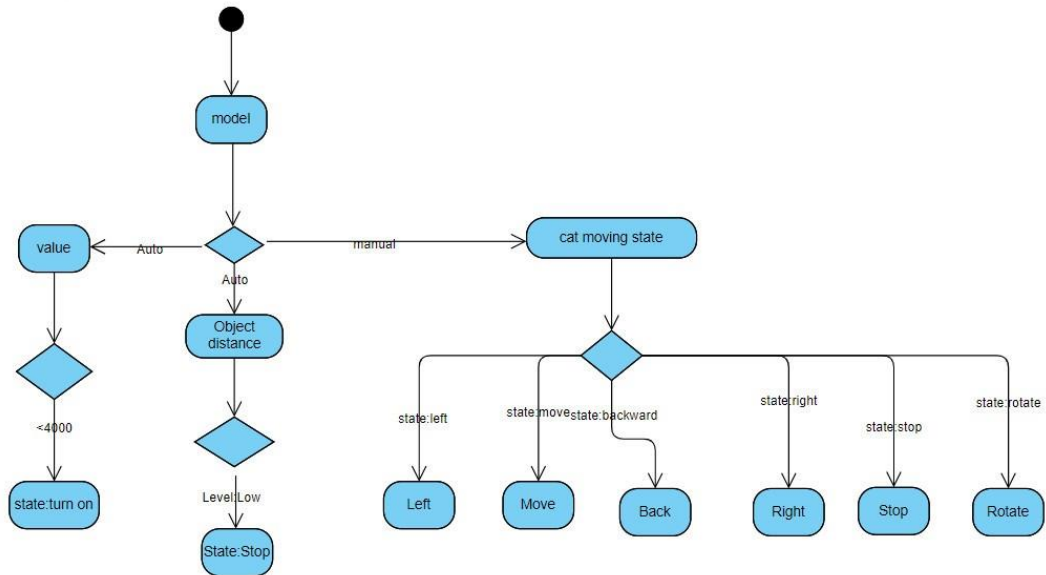 model
value
Auto
manual
cat moving state
Auto
Object
distance
state:left
state:move
state:backward
state:right
state:stop
state:rotate
<4000
state:turn on
Level:Low
State:Stop
Left
Move
Back
Right
Stop
Rotate